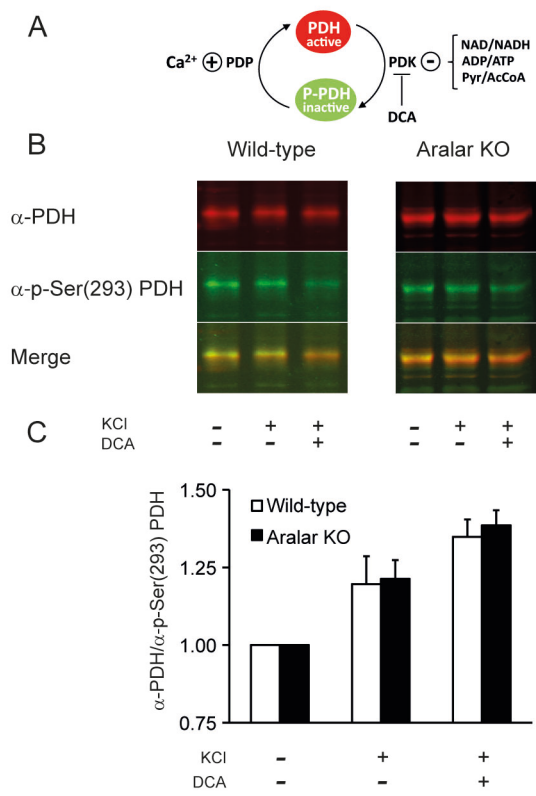 A
PDH
active
Ca²⁺ + PDP
PDK −
NAD/NADH
ADP/ATP
Pyr/AcCoA
P-PDH
inactive
DCA
B
Wild-type Aralar KO
α-PDH
α-p-Ser(293) PDH
Merge
KCl - + + - + +
DCA - - + - - +
C
α-PDH/α-p-Ser(293) PDH
1.50
1.25
1.00
0.75
Wild-type
Aralar KO
KCl - + +
DCA - - +